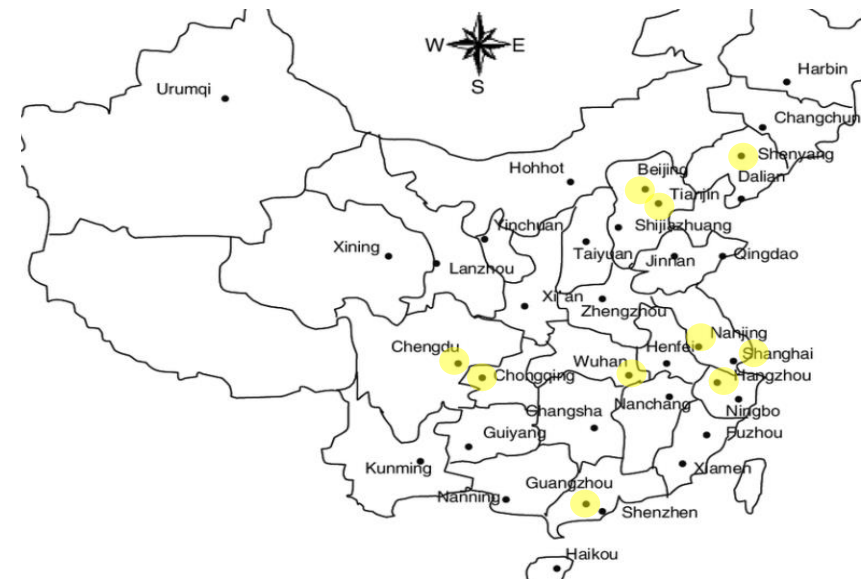 W E
S
Harbin
Urumqi
Changchun
Shenyang
Hohhot
Beijing
Dalian
Tianjin
Yinchuan
Shijiazhuang
Xining
Taiyuan
Jinnan
Qingdao
Lanzhou
Xi'an
Zhengzhou
Nanjing
Chengdu
Henfei
Shanghai
Wuhan
Chongqing
Hangzhou
Changsha
Nanchang
Ningbo
Guiyang
Fuzhou
Kunming
Xiamen
Guangzhou
Nanning
Shenzhen
Haikou